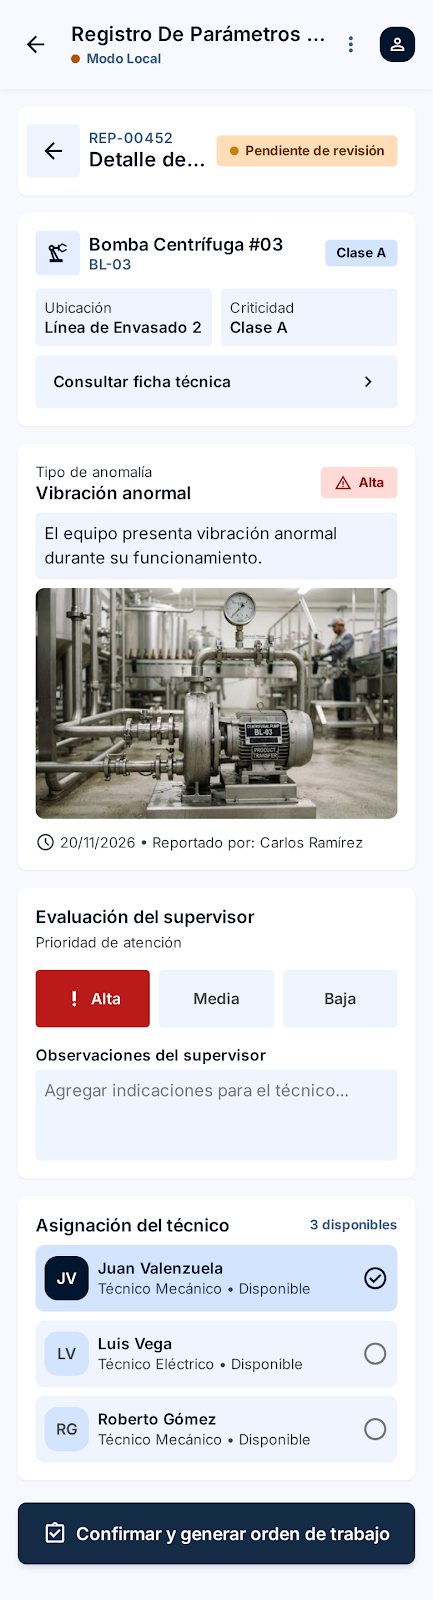 Registro De Parámetros ...
Modo Local
REP-00452
Detalle de...
Pendiente de revisión
Bomba Centrífuga #03
BL-03
Clase A
Ubicación
Línea de Envasado 2
Criticidad
Clase A
Consultar ficha técnica
Tipo de anomalía
Vibración anormal
Alta
El equipo presenta vibración anormal
durante su funcionamiento.
CENTRIFUGAL PUMP
BL-03
PRODUCT
TRANSFER
20/11/2026 • Reportado por: Carlos Ramírez
Evaluación del supervisor
Prioridad de atención
Alta
Media
Baja
Observaciones del supervisor
Agregar indicaciones para el técnico...
Asignación del técnico
3 disponibles
JV
Juan Valenzuela
Técnico Mecánico • Disponible
LV
Luis Vega
Técnico Eléctrico • Disponible
RG
Roberto Gómez
Técnico Mecánico • Disponible
Confirmar y generar orden de trabajo